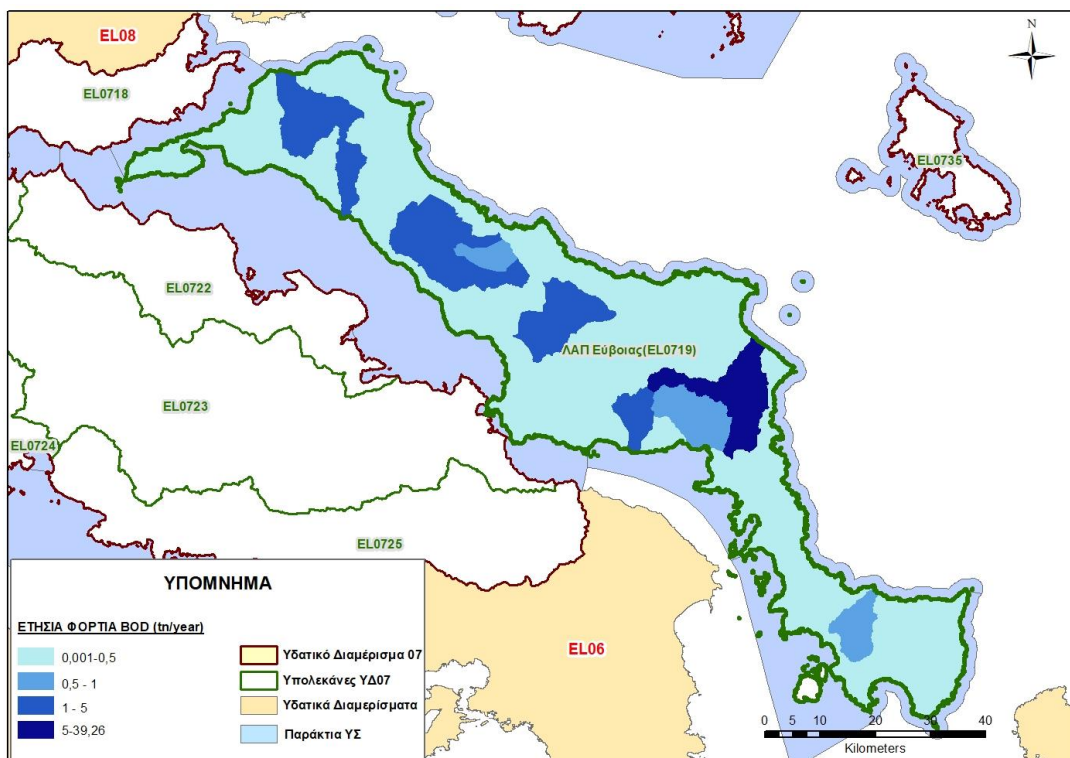 EL08
N
EL0718
EL0735
EL0722
ΛΑΠ Εύβοιας(EL0719)
EL0723
EL0724
EL0725
EL06
ΥΠΟΜΝΗΜΑ
ΕΤΗΣΙΑ ΦΟΡΤΙΑ BOD (tn/year)
0,001-0,5
0,5 - 1
1 - 5
5-39,26
Υδατικό Διαμέρισμα 07
Υπολεκάνες ΥΔ07
Υδατικά Διαμερίσματα
Παράκτια ΥΣ
0 5 10 20 30 40
Kilometers